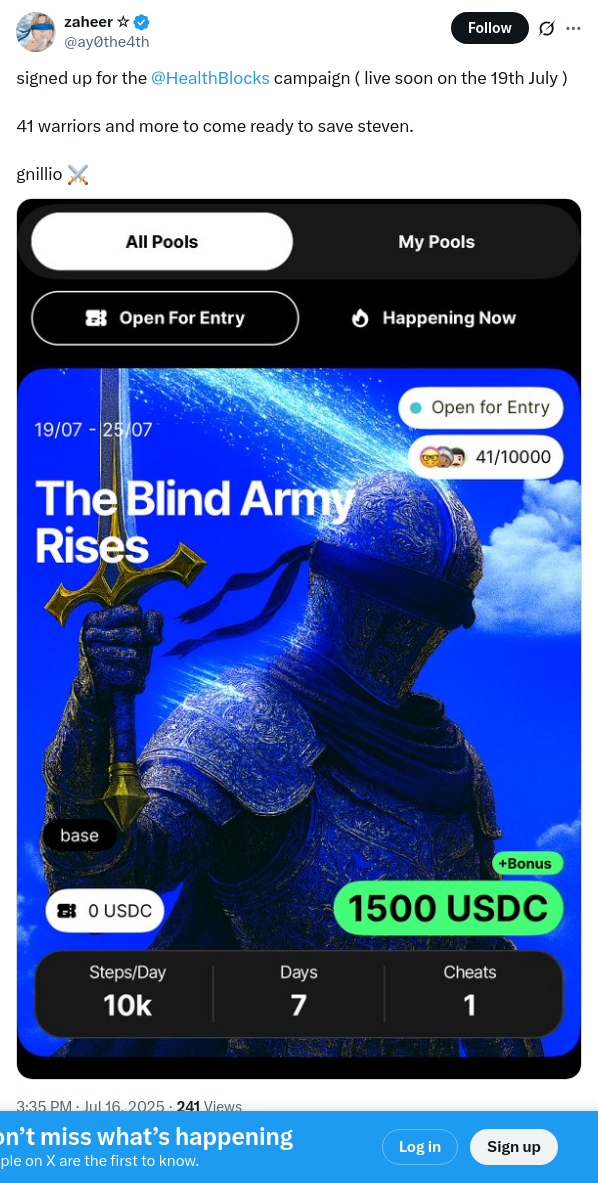 zaheer ☆
Follow
@ay0the4th
signed up for the @HealthBlocks campaign ( live soon on the 19th July )
41 warriors and more to come ready to save steven.
gnillio ⚔️
All Pools
My Pools
Open For Entry
Happening Now
Open for Entry
19/07 - 25/07
41/10000
The Blind Army
Rises
base
+Bonus
0 USDC
1500 USDC
Steps/Day
Days
Cheats
10k
7
1
3:35 PM · Jul 16, 2025 · 241 Views
on’t miss what’s happening
ple on X are the first to know.
Log in
Sign up